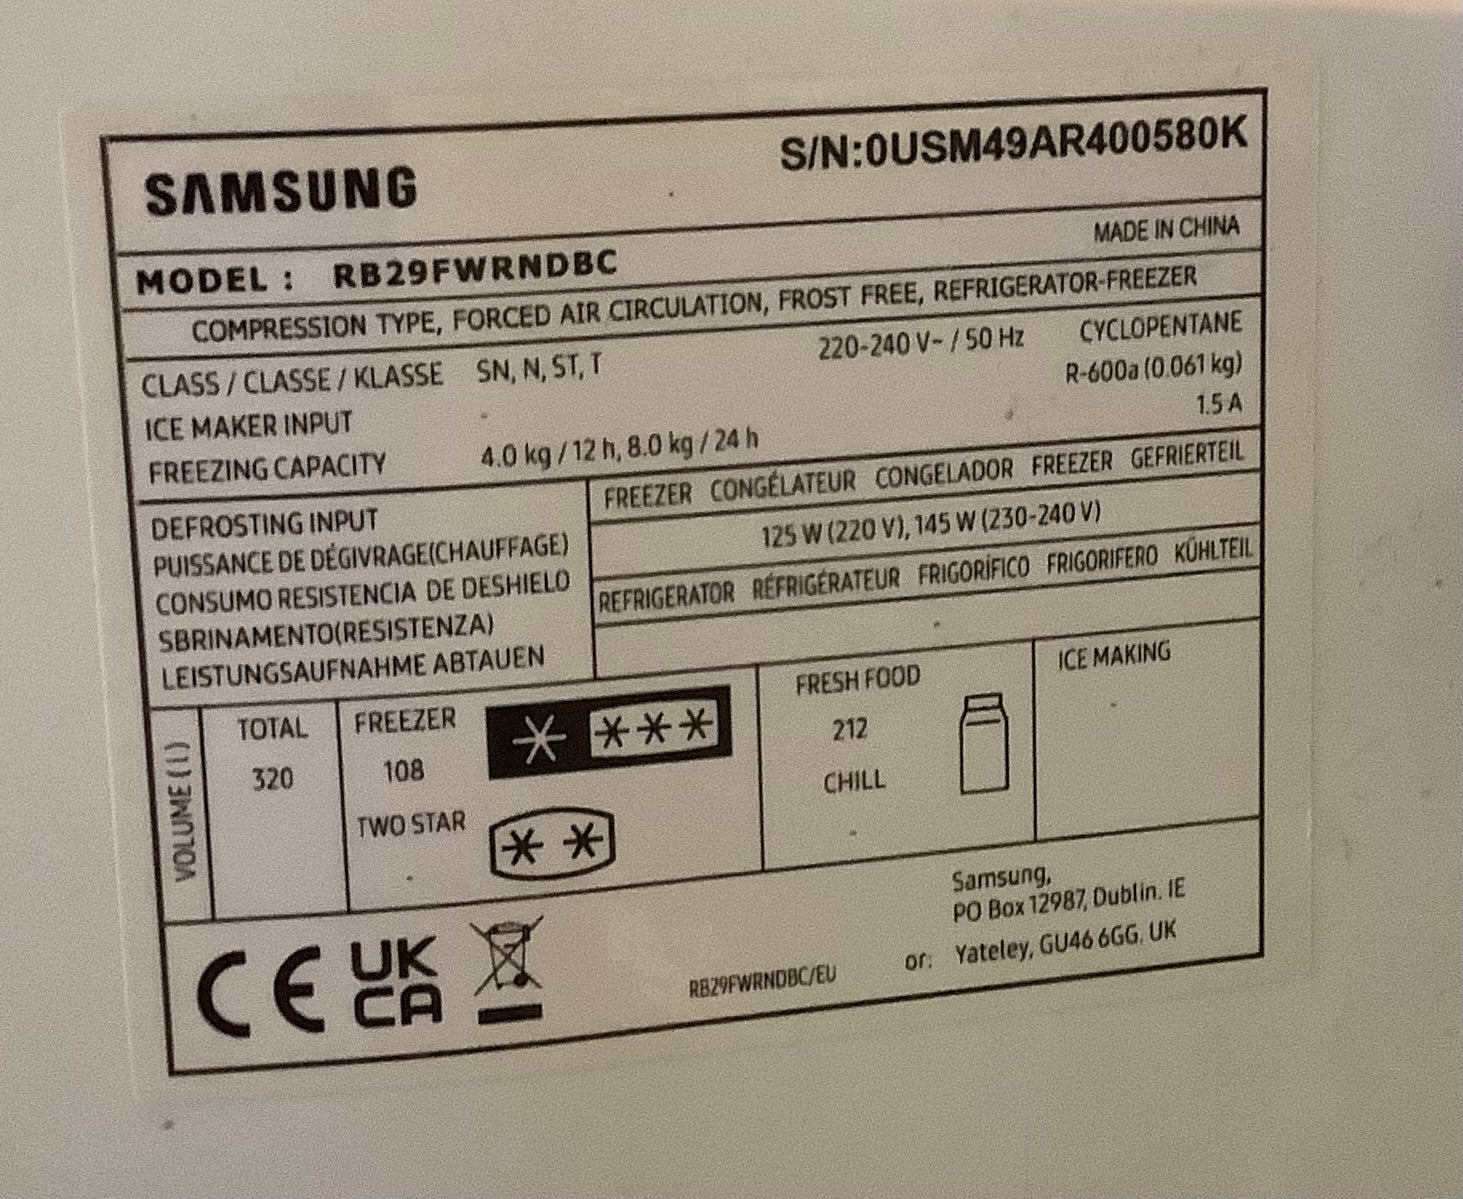 SAMSUNG
S/N:0USM49AR400580K
MADE IN CHINA
MODEL : RB29FWRNDBC
COMPRESSION TYPE, FORCED AIR CIRCULATION, FROST FREE, REFRIGERATOR-FREEZER
CLASS / CLASSE / KLASSE SN, N, ST, T 220-240 V~ / 50 Hz CYCLOPENTANE
R-600a (0.061 kg)
ICE MAKER INPUT -
1.5 A
FREEZING CAPACITY 4.0 kg / 12 h, 8.0 kg / 24 h
DEFROSTING INPUT
PUISSANCE DE DÉGIVRAGE(CHAUFFAGE)
CONSUMO RESISTENCIA DE DESHIELO
SBRINAMENTO(RESISTENZA)
LEISTUNGSAUFNAHME ABTAUEN
FREEZER CONGÉLATEUR CONGELADOR FREEZER GEFRIERTEIL
125 W (220 V), 145 W (230-240 V)
REFRIGERATOR RÉFRIGÉRATEUR FRIGORÍFICO FRIGORIFERO KÜHLTEIL
-
VOLUME ( l )
TOTAL
320
FREEZER
108
TWO STAR
-
FRESH FOOD
212
CHILL
-
ICE MAKING
-
CE
UK
CA
RB29FWRNDBC/EU
Samsung,
PO Box 12987, Dublin. IE
or: Yateley, GU46 6GG. UK